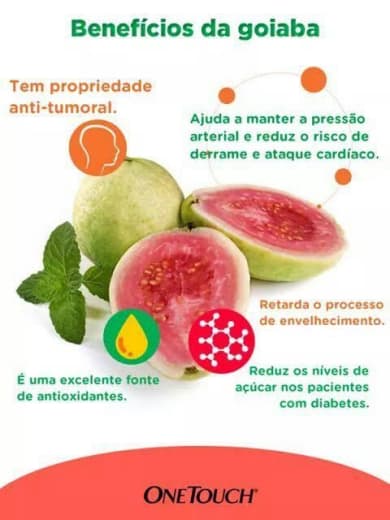 Benefícios da goiaba
Tem propriedade
anti-tumoral.
Ajuda a manter a pressão
arterial e reduz o risco de
derrame e ataque cardíaco.
Retarda o processo
de envelhecimento.
É uma excelente fonte
de antioxidantes.
Reduz os níveis de
açúcar nos pacientes
com diabetes.
ONETOUCH®